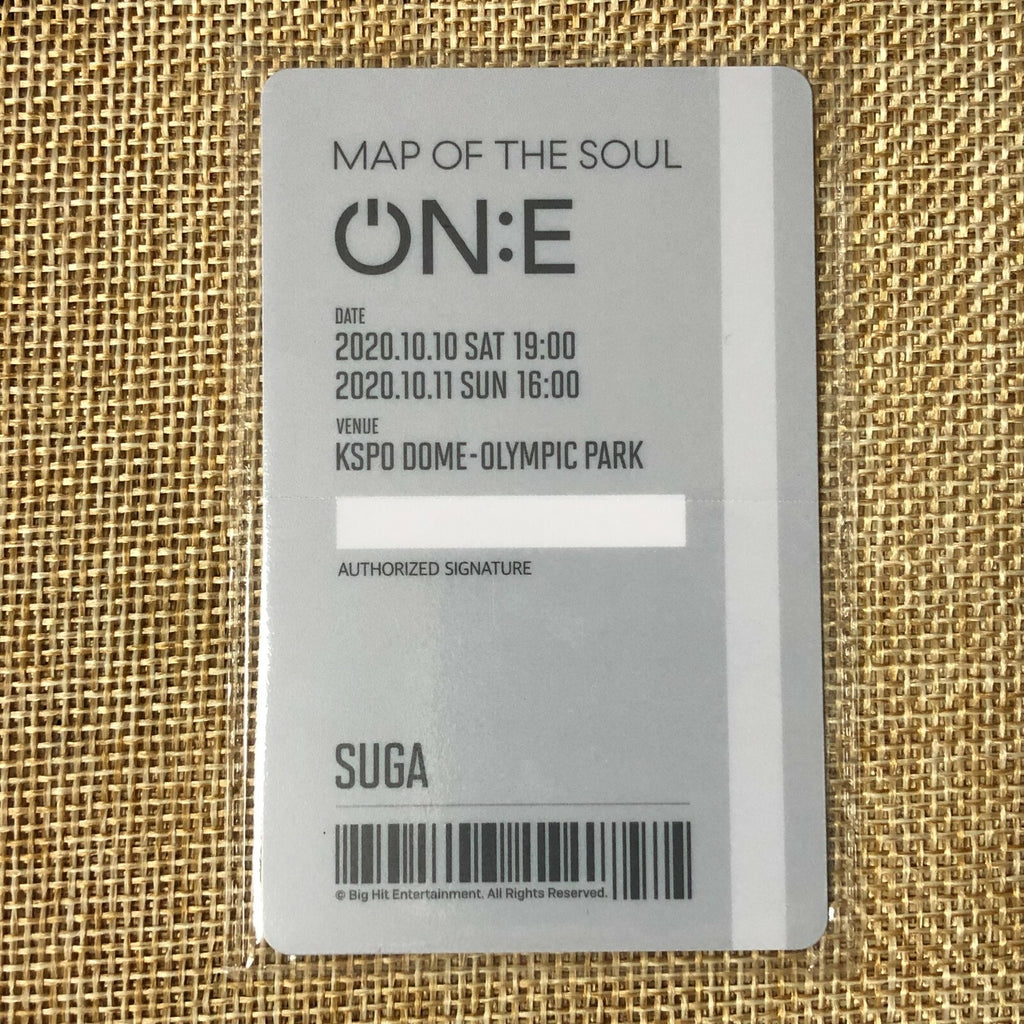 MAP OF THE SOUL
ON:E
DATE
2020.10.10 SAT 19:00
2020.10.11 SUN 16:00
VENUE
KSPO DOME-OLYMPIC PARK
AUTHORIZED SIGNATURE
SUGA
© Big Hit Entertainment. All Rights Reserved.